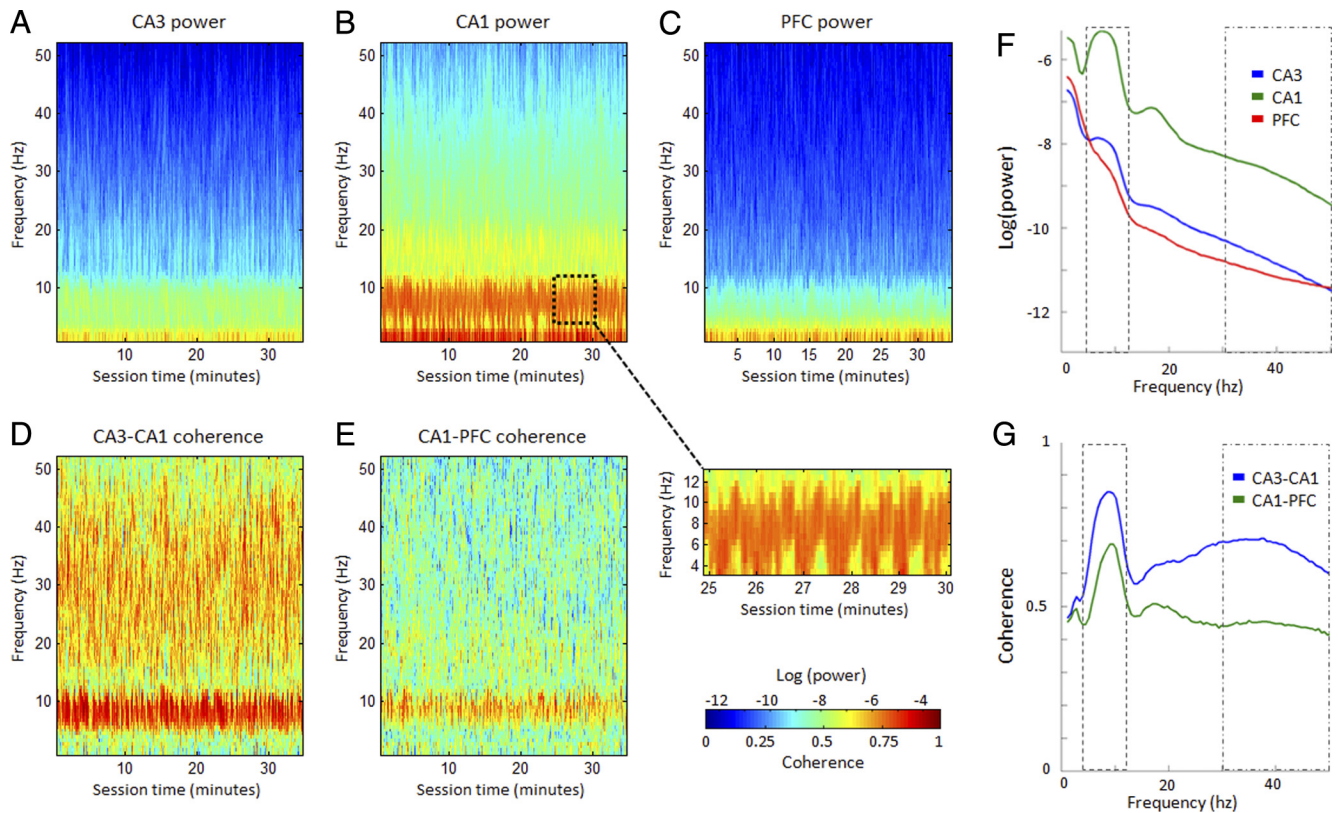 A
CA3 power
50
40
30
20
10
Frequency (Hz)
10
20
30
Session time (minutes)
B
CA1 power
50
40
30
20
10
Frequency (Hz)
10
20
30
Session time (minutes)
C
PFC power
50
40
30
20
10
Frequency (Hz)
5
10
15
20
25
30
Session time (minutes)
F
-6
-8
-10
-12
Log(power)
CA3
CA1
PFC
0
20
40
Frequency (hz)
D
CA3-CA1 coherence
50
40
30
20
10
Frequency (Hz)
10
20
30
Session time (minutes)
E
CA1-PFC coherence
50
40
30
20
10
Frequency (Hz)
10
20
30
Session time (minutes)
12
10
8
6
4
Frequency (Hz)
25
26
27
28
29
30
Session time (minutes)
Log (power)
-12
-10
-8
-6
-4
0
0.25
0.5
0.75
1
Coherence
G
1
0.5
0
Coherence
CA3-CA1
CA1-PFC
0
20
40
Frequency (hz)